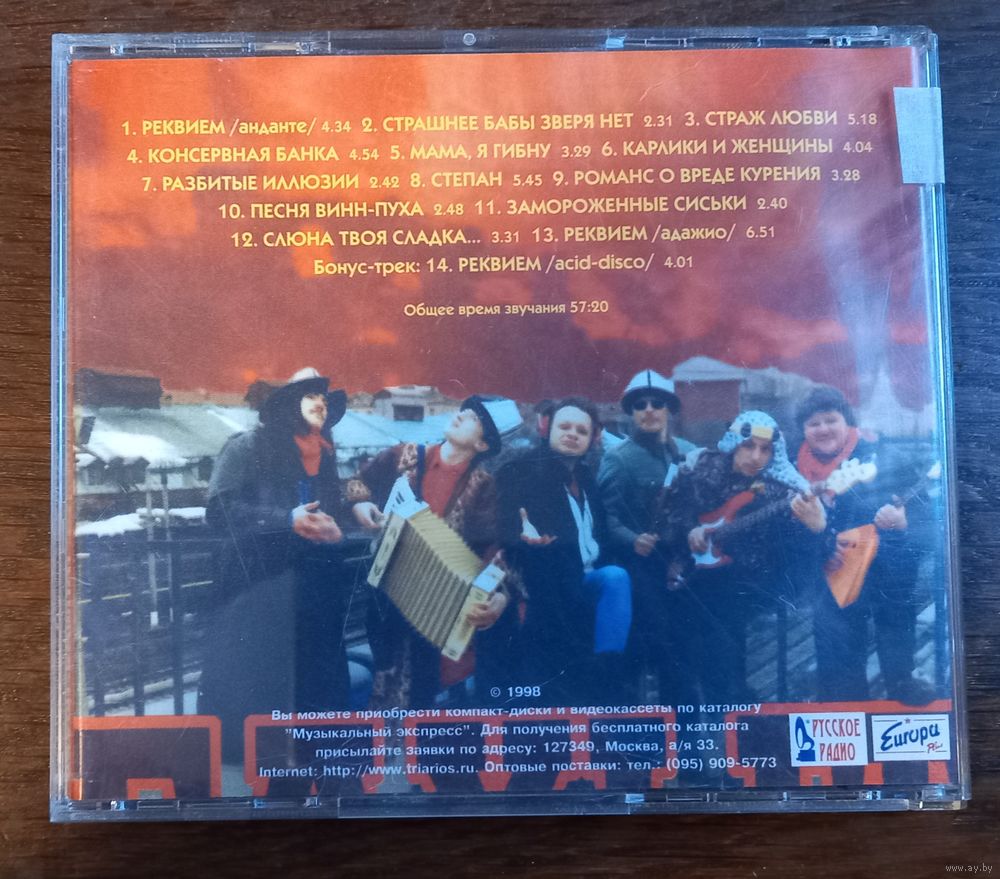 1. РЕКВИЕМ /анданте/ 4.34 2. СТРАШНЕЕ БАБЫ ЗВЕРЯ НЕТ 2.31 3. СТРАЖ ЛЮБВИ 5.18
4. КОНСЕРВНАЯ БАНКА 4.54 5. МАМА, Я ГИБНУ 3.29 6. КАРЛИКИ И ЖЕНЩИНЫ 4.04
7. РАЗБИТЫЕ ИЛЛЮЗИИ 2.42 8. СТЕПАН 5.45 9. РОМАНС О ВРЕДЕ КУРЕНИЯ 3.28
10. ПЕСНЯ ВИНН-ПУХА 2.48 11. ЗАМОРОЖЕННЫЕ СИСЬКИ 2.40
12. СЛЮНА ТВОЯ СЛАДКА... 3.31 13. РЕКВИЕМ /адажио/ 6.51
Бонус-трек: 14. РЕКВИЕМ /acid-disco/ 4.01
Общее время звучания 57:20
© 1998
Вы можете приобрести компакт-диски и видеокассеты по каталогу
"Музыкальный экспресс". Для получения бесплатного каталога
присылайте заявки по адресу: 127349, Москва, а/я 33.
Internet: http://www.triarios.ru. Оптовые поставки: тел.: (095) 909-5773
РУССКОЕ
РАДИО
Europa
Plus
www.ay.by